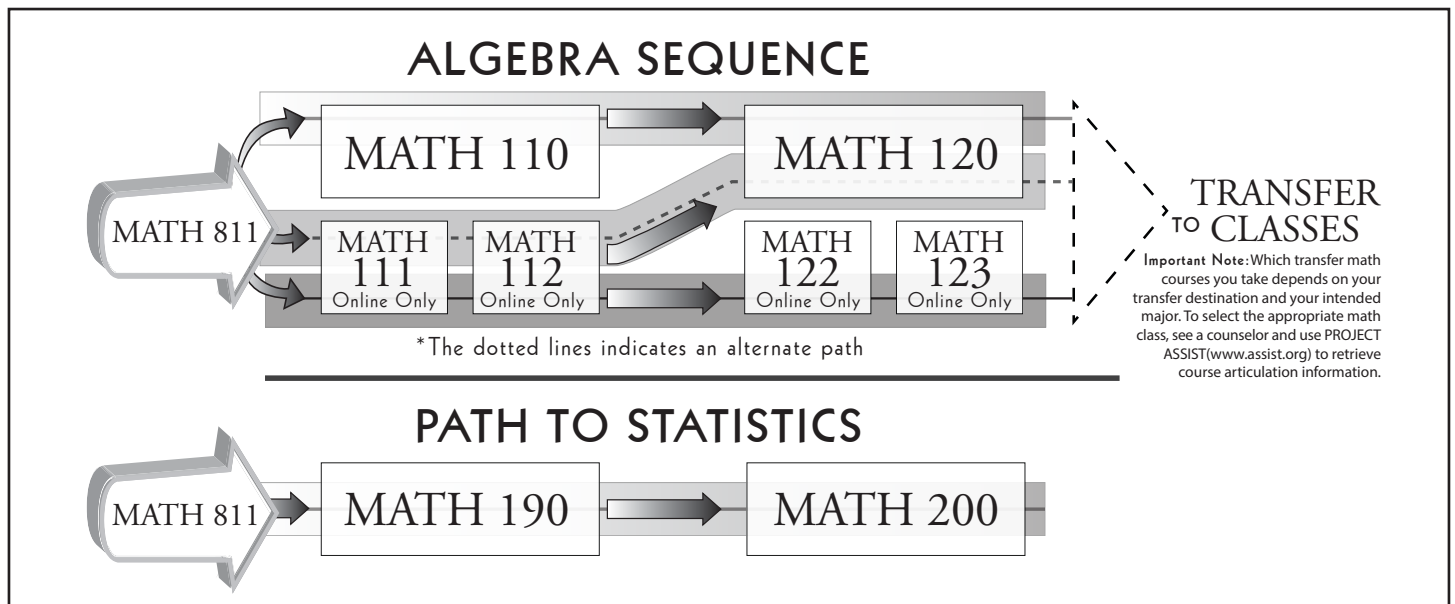 ALGEBRA SEQUENCE
MATH 110
MATH 120
MATH 811
MATH
111
Online Only
MATH
112
Online Only
MATH
122
Online Only
MATH
123
Online Only
*The dotted lines indicates an alternate path
TRANSFER
TO CLASSES
Important Note: Which transfer math
courses you take depends on your
transfer destination and your intended
major. To select the appropriate math
class, see a counselor and use PROJECT
ASSIST(www.assist.org) to retrieve
course articulation information.
PATH TO STATISTICS
MATH 811
MATH 190
MATH 200